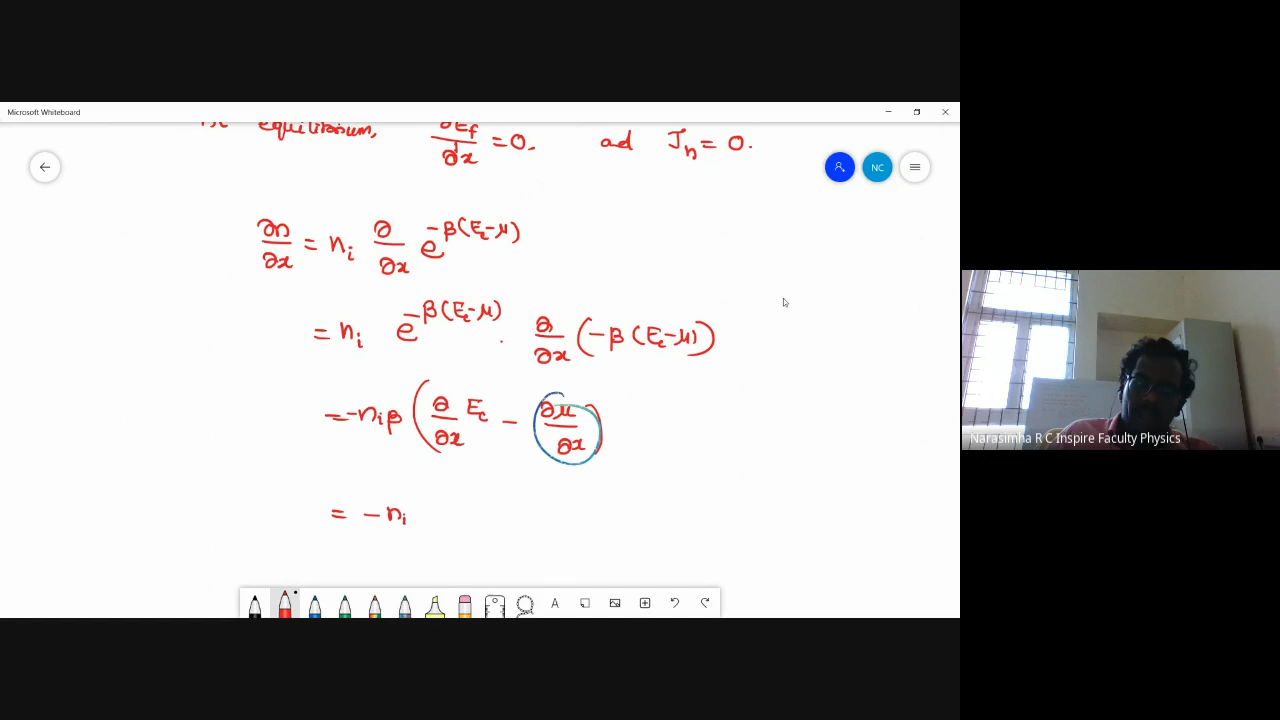 Microsoft Whiteboard
equilibrium, ∂E_f/∂x = 0. and J_n = 0.
NC
∂n/∂x = n_i ∂/∂x e^{-β(E_c-μ)}
= n_i e^{-β(E_c-μ)} . ∂/∂x (-β(E_c-μ))
= -n_i β (∂/∂x E_c - ∂μ/∂x)
Narasimha R C Inspire Faculty Physics
= -n_i
A